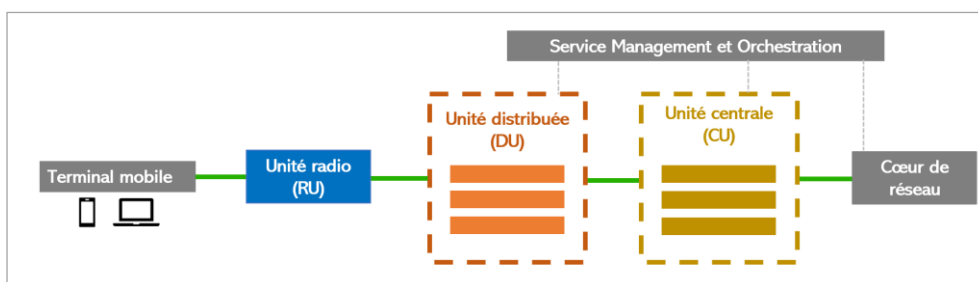 Service Management et Orchestration
Unité distribuée
(DU)
Unité centrale
(CU)
Terminal mobile
Unité radio
(RU)
Cœur de
réseau